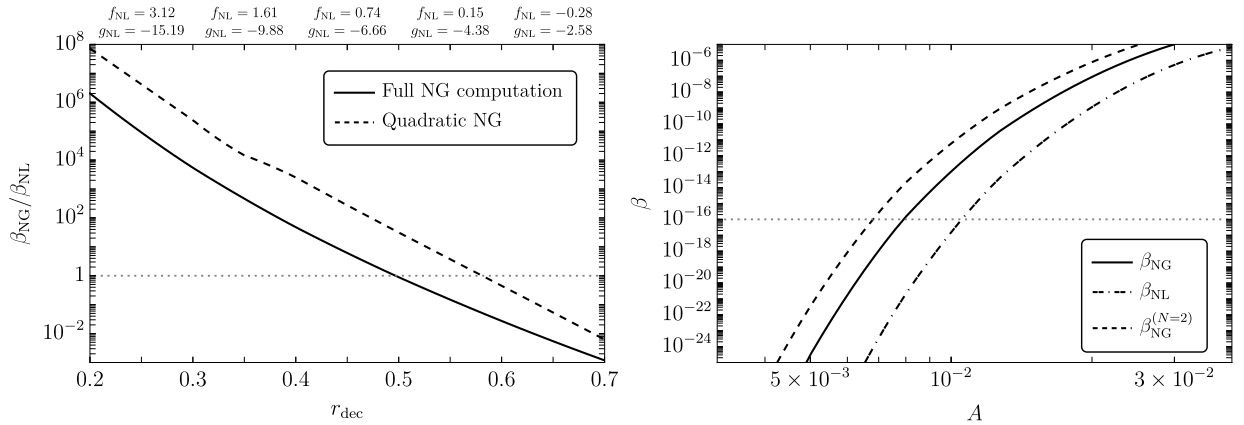 f_NL = 3.12 f_NL = 1.61 f_NL = 0.74 f_NL = 0.15 f_NL = −0.28
g_NL = −15.19 g_NL = −9.88 g_NL = −6.66 g_NL = −4.38 g_NL = −2.58
10^8
10^6
10^4
10^2
1
10^−2
β_NG/β_NL
Full NG computation
Quadratic NG
0.2 0.3 0.4 0.5 0.6 0.7
r_dec
10^−6
10^−8
10^−10
10^−12
10^−14
10^−16
10^−18
10^−20
10^−22
10^−24
β
β_NG
β_NL
β_NG^(N=2)
5 × 10^−3 10^−2 3 × 10^−2
A